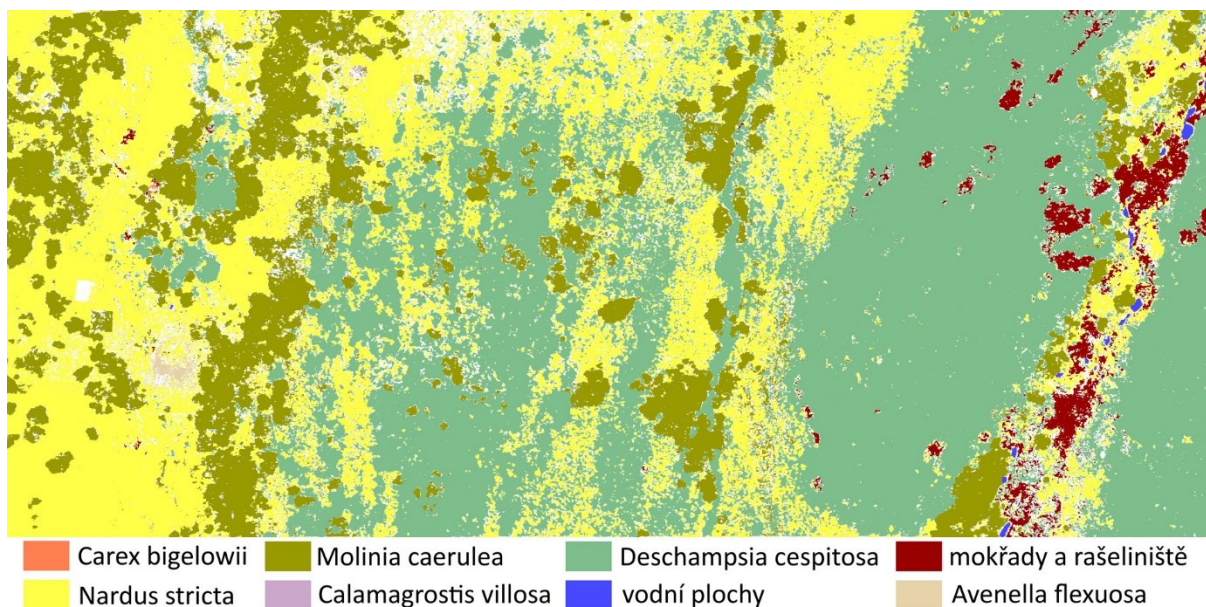 Carex bigelowii Molinia caerulea Deschampsia cespitosa mokřady a rašeliniště
Nardus stricta Calamagrostis villosa vodní plochy Avenella flexuosa